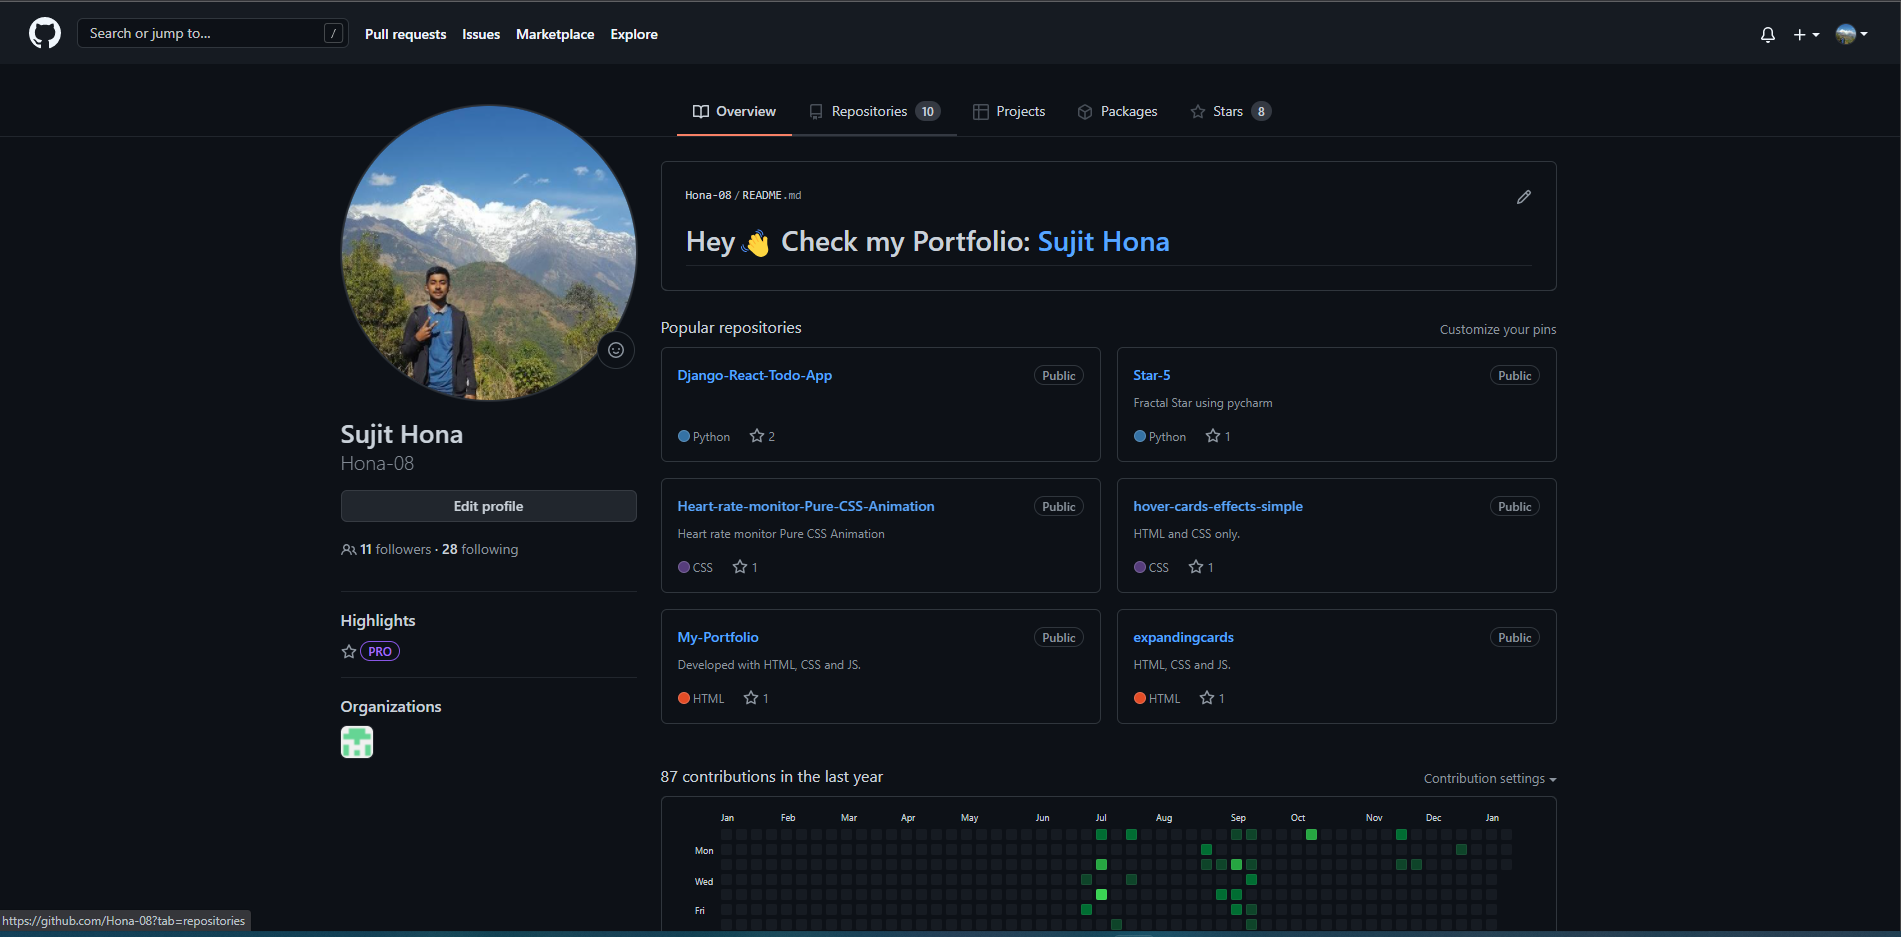 Search or jump to...
/
Pull requests
Issues
Marketplace
Explore
Overview
Repositories 10
Projects
Packages
Stars 8
Sujit Hona
Hona-08
Edit profile
11 followers · 28 following
Highlights
PRO
Organizations
Hona-08/README.md
Hey 👋 Check my Portfolio: Sujit Hona
Popular repositories
Customize your pins
Django-React-Todo-App
Public
Python
2
Star-5
Public
Fractal Star using pycharm
Python
1
Heart-rate-monitor-Pure-CSS-Animation
Public
Heart rate monitor Pure CSS Animation
CSS
1
hover-cards-effects-simple
Public
HTML and CSS only.
CSS
1
My-Portfolio
Public
Developed with HTML, CSS and JS.
HTML
1
expandingcards
Public
HTML, CSS and JS.
HTML
1
87 contributions in the last year
Contribution settings
Jan Feb Mar Apr May Jun Jul Aug Sep Oct Nov Dec Jan
Mon
Wed
Fri
https://github.com/Hona-08?tab=repositories